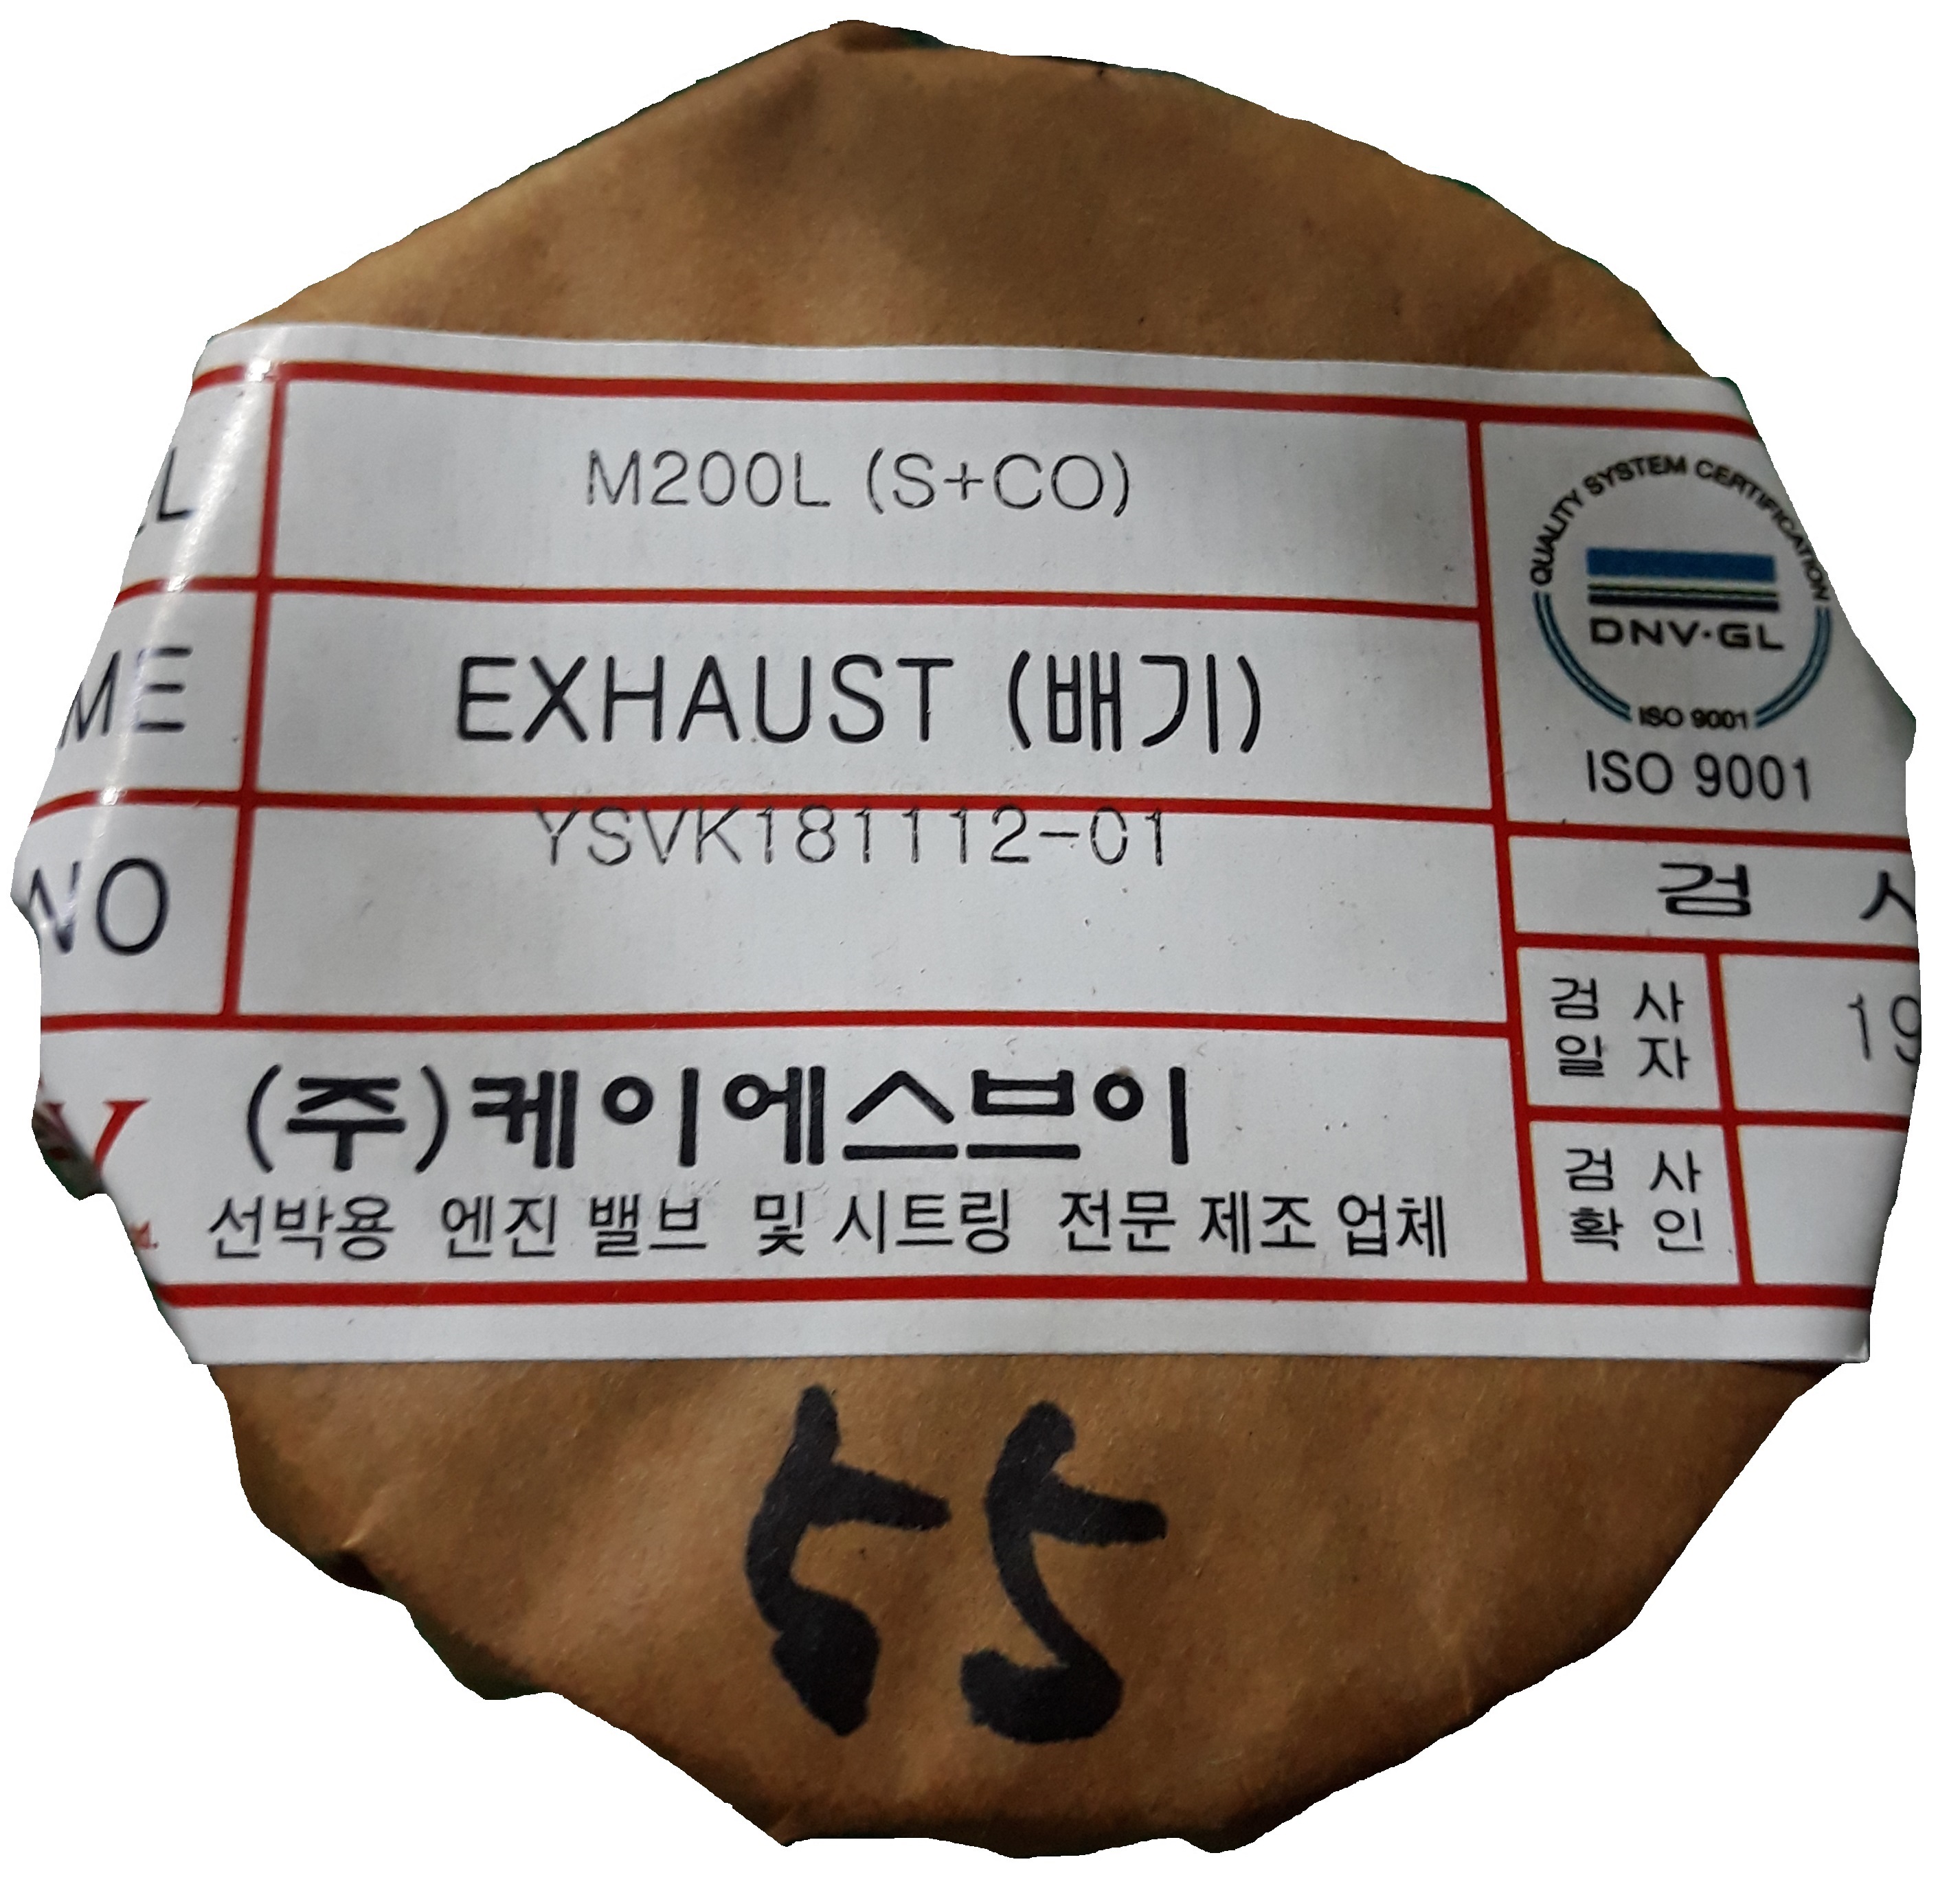 M200L (S+CO)
EXHAUST (배기)
YSVK181112-01
NO
(주)케이에스브이
선박용 엔진 밸브 및 시트링 전문 제조 업체
QUALITY SYSTEM CERTIFICATION
DNV·GL
ISO 9001
ISO 9001
검
검 사
일 자
19
검 사
확 인
55